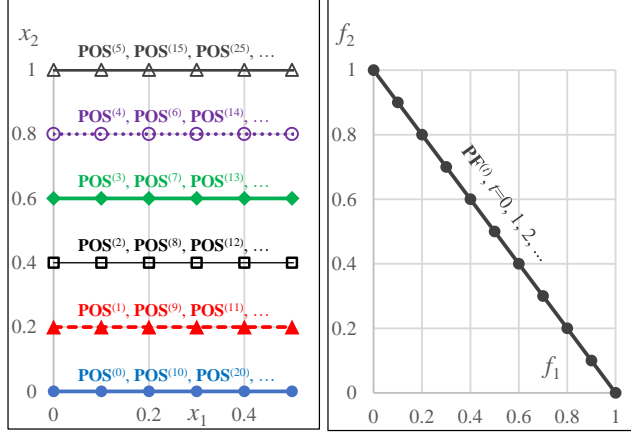 x₂
POS⁽⁵⁾, POS⁽¹⁵⁾, POS⁽²⁵⁾, …
1
POS⁽⁴⁾, POS⁽⁶⁾, POS⁽¹⁴⁾, …
0.8
POS⁽³⁾, POS⁽⁷⁾, POS⁽¹³⁾, …
0.6
POS⁽²⁾, POS⁽⁸⁾, POS⁽¹²⁾, …
0.4
POS⁽¹⁾, POS⁽⁹⁾, POS⁽¹¹⁾, …
0.2
POS⁽⁰⁾, POS⁽¹⁰⁾, POS⁽²⁰⁾, …
0
0 0.2 x₁ 0.4
f₂
1
0.8
0.6
0.4
0.2
0
PF⁽ᵗ⁾, t=0, 1, 2, ...
f₁
0 0.2 0.4 0.6 0.8 1